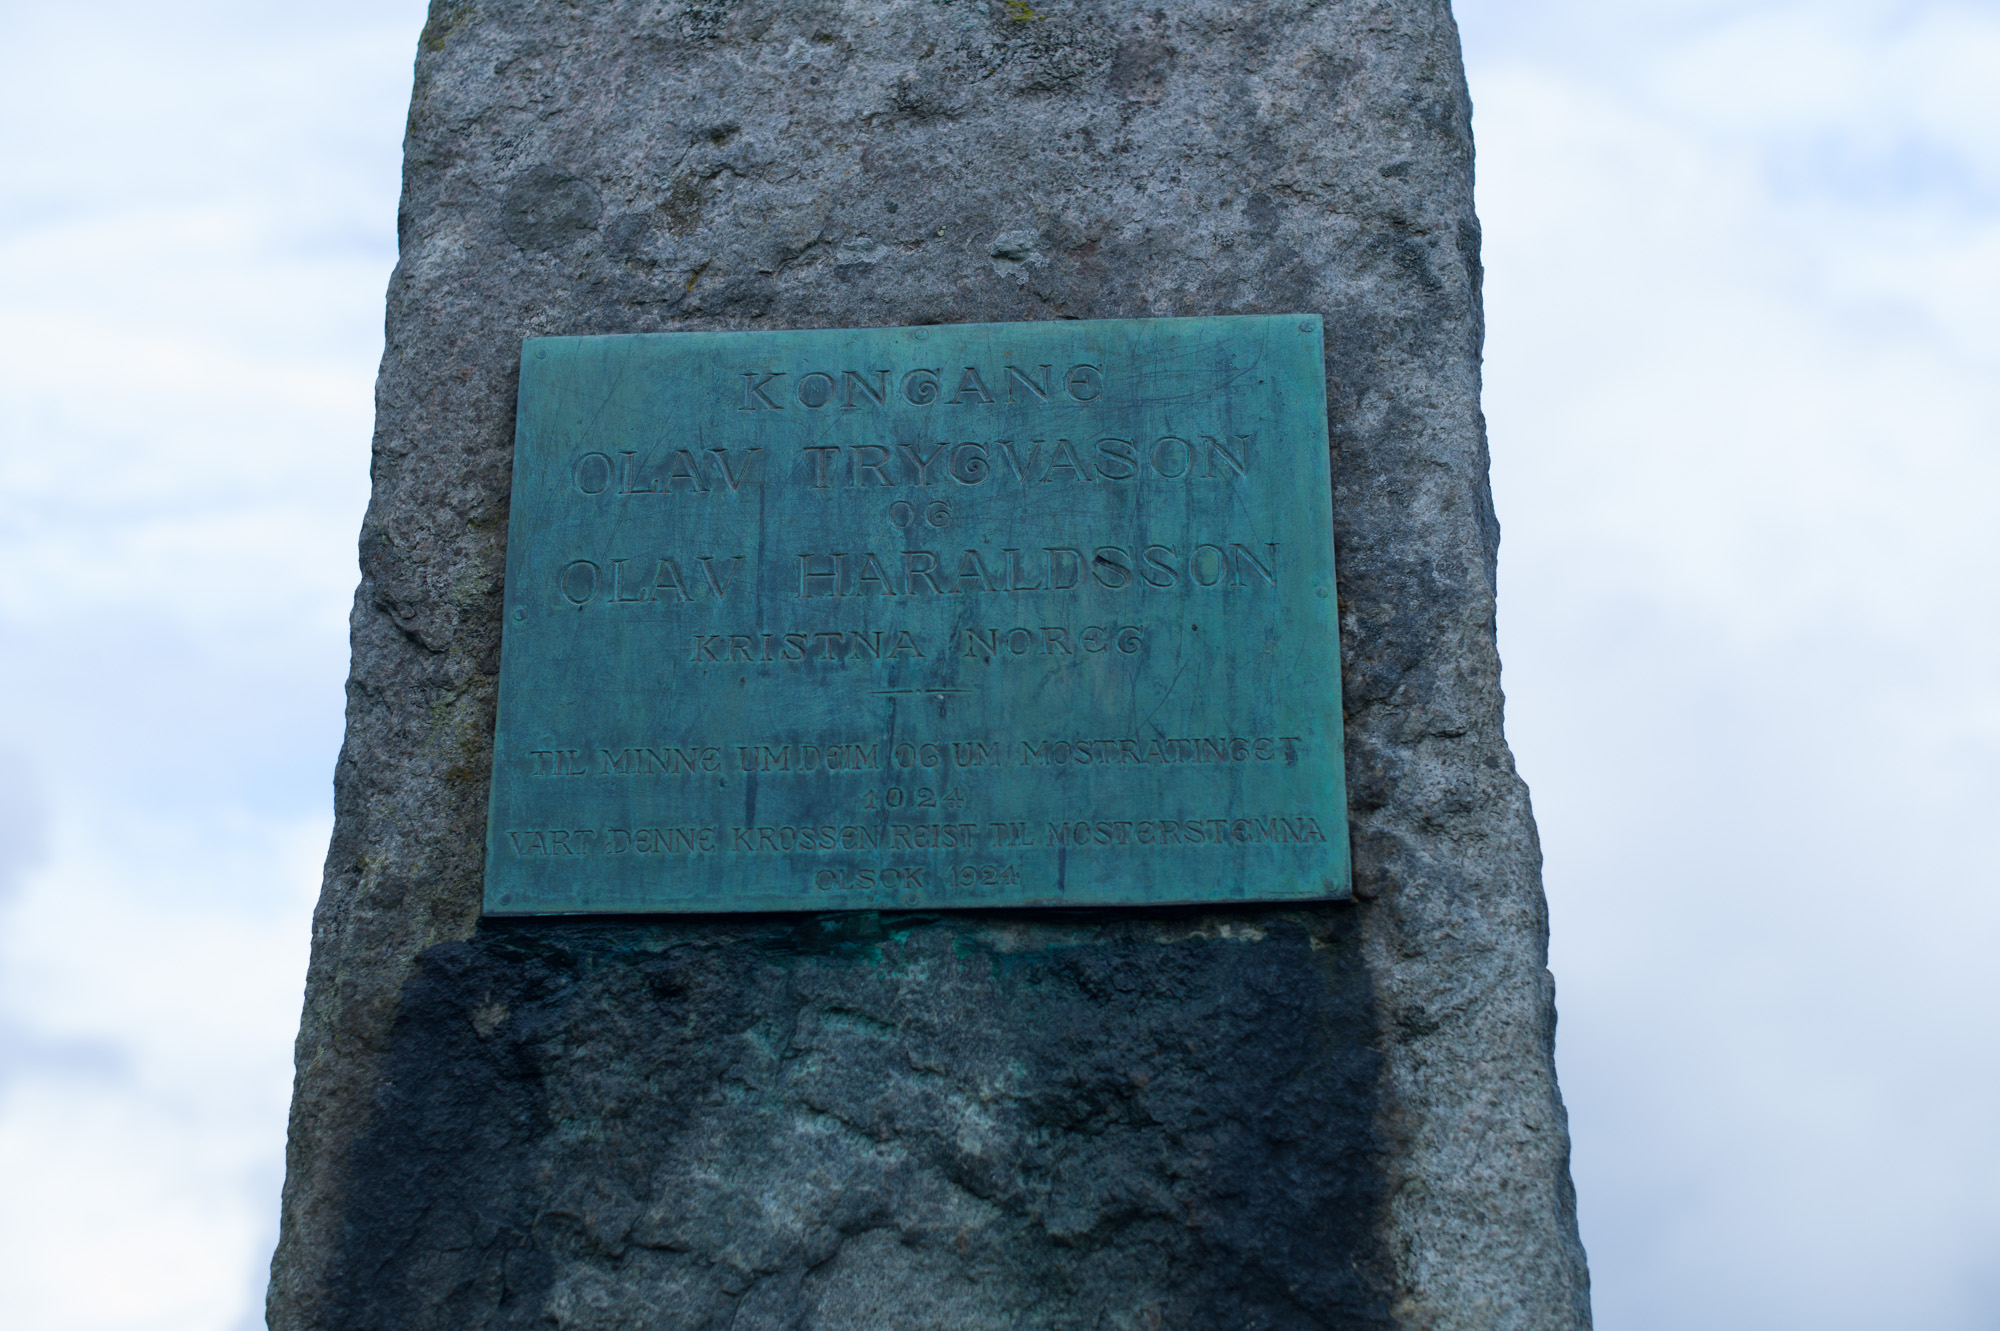 KONGANE
OLAV TRYGVASON
OG
OLAV HARALDSSON
KRISTNA NOREG
TIL MINNE UM DEIM OG UM MOSTRATINGET
1024
VART DENNE KROSSEN REIST TIL MOSTERSTEMNA
OLSOK 1924